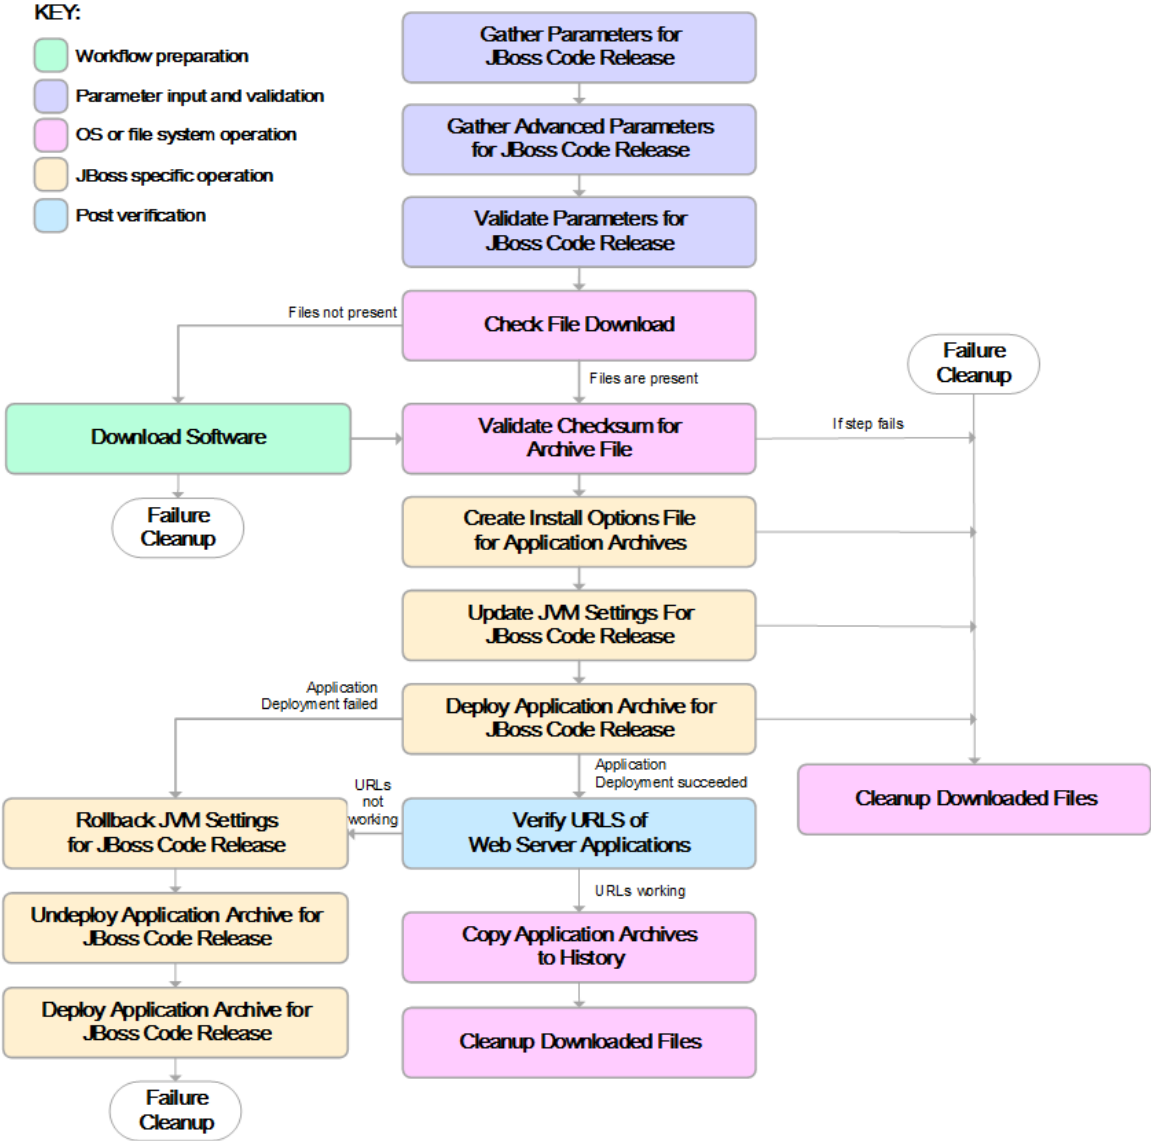 KEY:
Workflow preparation
Parameter input and validation
OS or file system operation
JBoss specific operation
Post verification
Gather Parameters for
JBoss Code Release
Gather Advanced Parameters
for JBoss Code Release
Validate Parameters for
JBoss Code Release
Files not present
Check File Download
Files are present
Failure
Cleanup
Download Software
Validate Checksum for
Archive File
If step fails
Failure
Cleanup
Create Install Options File
for Application Archives
Update JVM Settings For
JBoss Code Release
Application
Deployment failed
Deploy Application Archive for
JBoss Code Release
Application
Deployment succeeded
Cleanup Downloaded Files
URLs
not
working
Rollback JVM Settings
for JBoss Code Release
Verify URLS of
Web Server Applications
URLs working
Undeploy Application Archive for
JBoss Code Release
Copy Application Archives
to History
Deploy Application Archive for
JBoss Code Release
Cleanup Downloaded Files
Failure
Cleanup